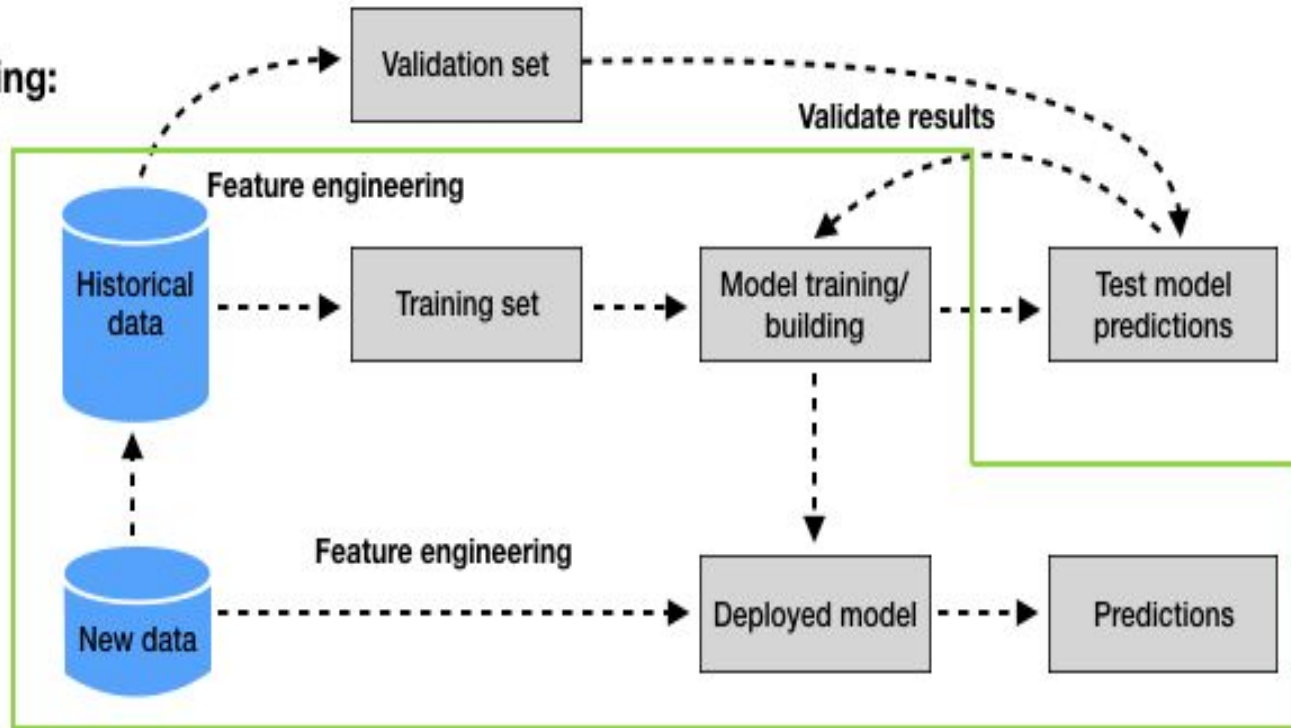 ing:
Validation set
Validate results
Feature engineering
Historical
data
Training set
Model training/
building
Test model
predictions
Feature engineering
New data
Deployed model
Predictions